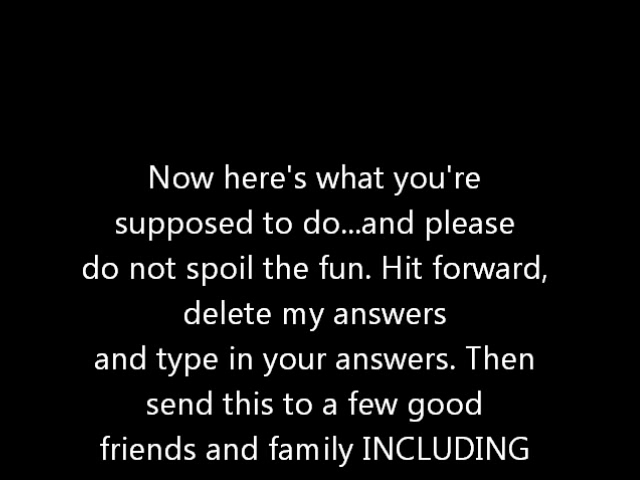 Now here's what you're
supposed to do...and please
do not spoil the fun. Hit forward,
delete my answers
and type in your answers. Then
send this to a few good
friends and family INCLUDING